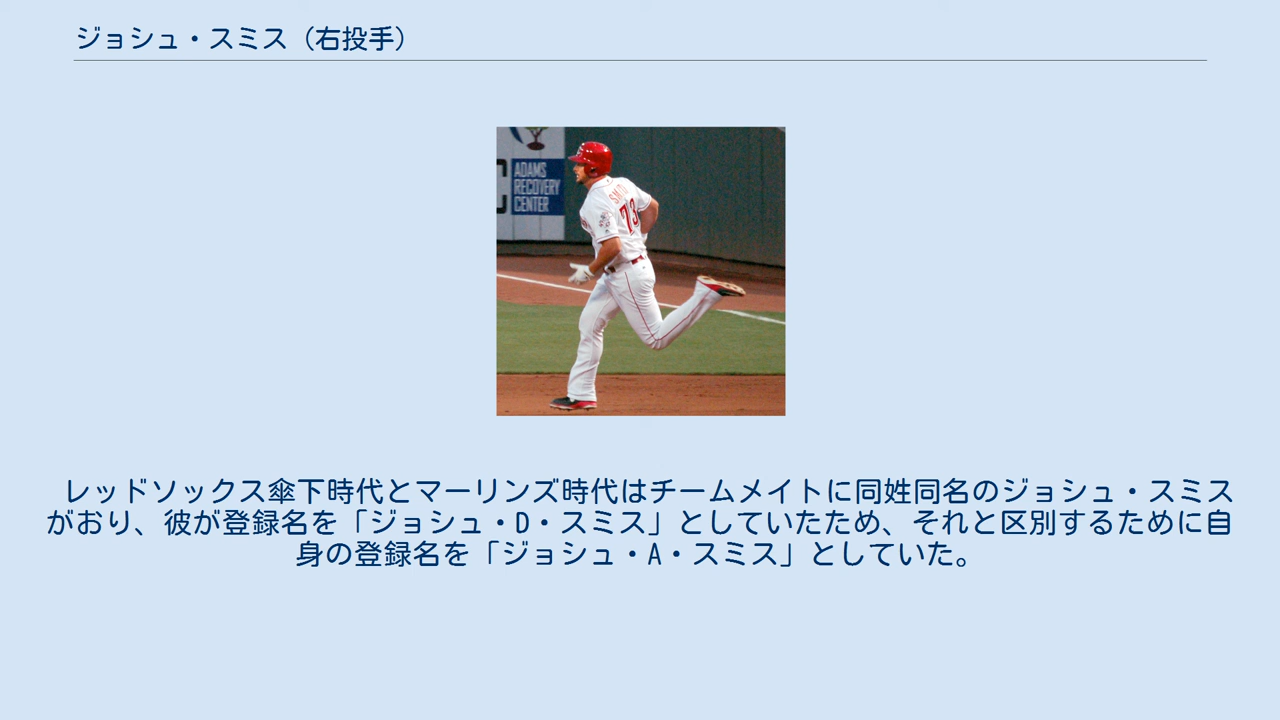 ジョシュ・スミス（右投手）
ADAMS
RECOVERY
CENTER
73
レッドソックス傘下時代とマーリンズ時代はチームメイトに同姓同名のジョシュ・スミス
がおり、彼が登録名を「ジョシュ・D・スミス」としていたため、それと区別するために自
身の登録名を「ジョシュ・A・スミス」としていた。